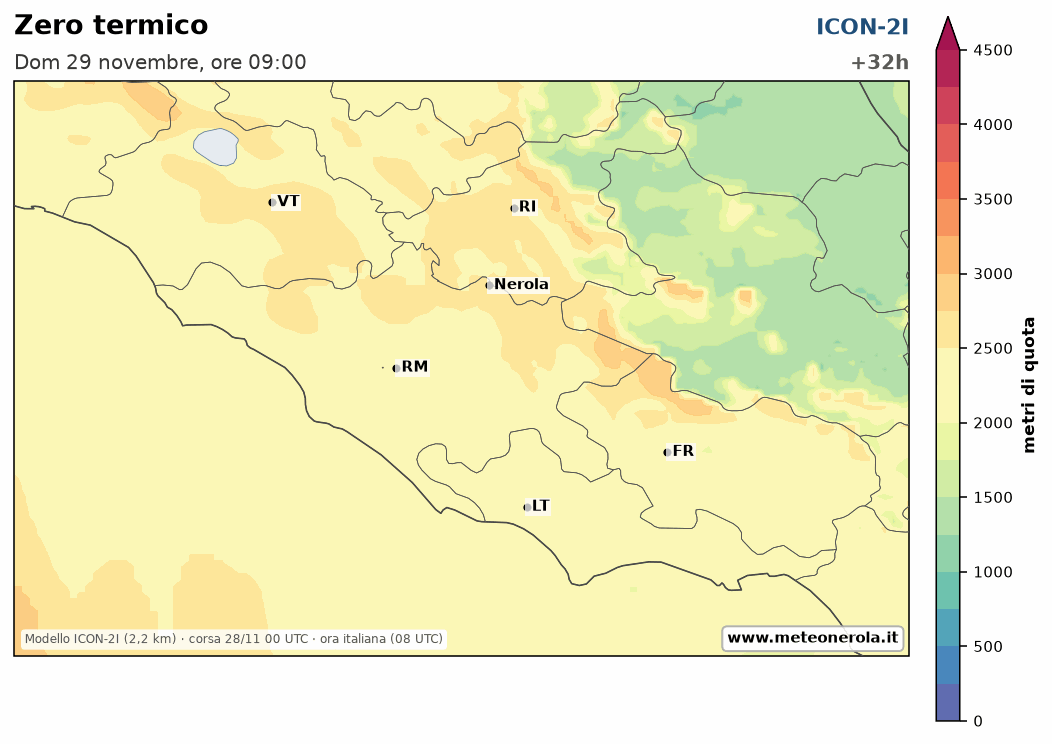 Zero termico
ICON-2I
Dom 29 novembre, ore 09:00
+32h
4500
4000
3500
3000
2500
2000
1500
1000
500
0
metri di quota
VT
RI
Nerola
RM
FR
LT
Modello ICON-2I (2,2 km) · corsa 28/11 00 UTC · ora italiana (08 UTC)
www.meteonerola.it